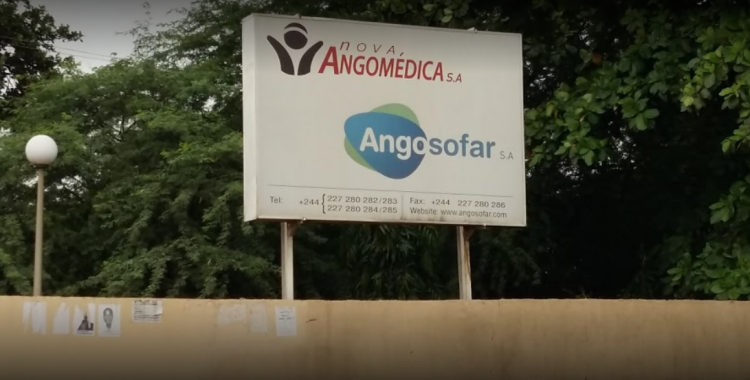 NOVA
ANGOMÉDICA S.A
Angosofar S.A
Tel: +244 { 227 280 282/283
227 280 284/285
Fax: +244 227 280 286
Website: www.angosofar.com